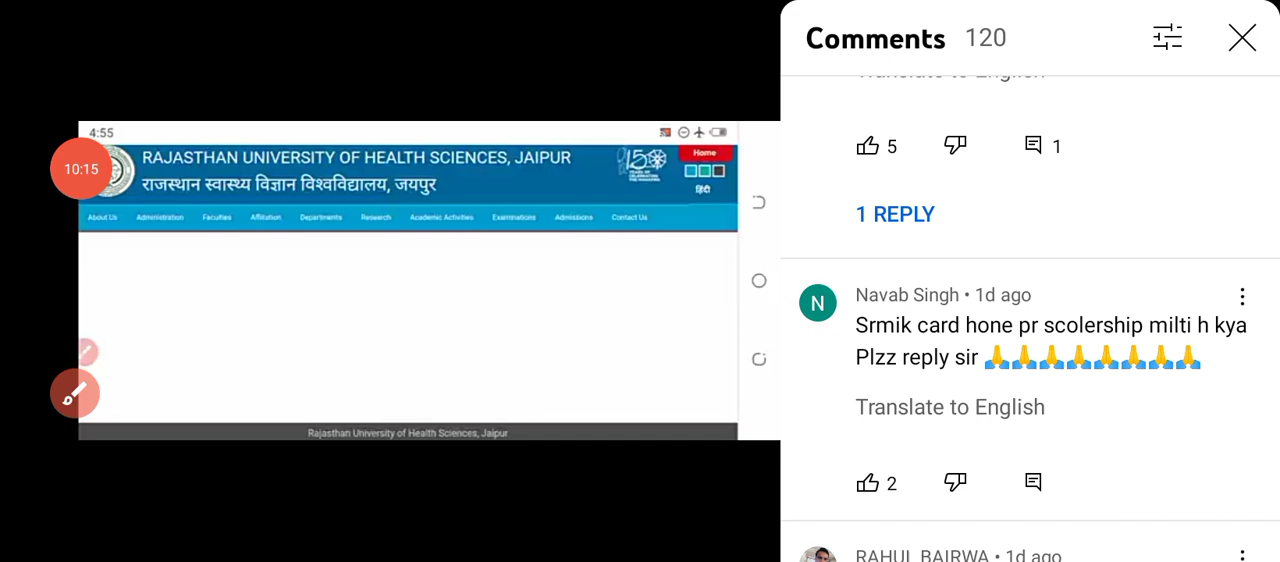 4:55
10:15
RAJASTHAN UNIVERSITY OF HEALTH SCIENCES, JAIPUR
राजस्थान स्वास्थ्य विज्ञान विश्वविद्यालय, जयपुर
Home
हिंदी
About Us Administration Faculties Affiliation Departments Research Academic Activities Examinations Admissions Contact Us
Rajasthan University of Health Sciences, Jaipur
Comments 120
Translate to English
5 1
1 REPLY
N
Navab Singh • 1d ago
Srmik card hone pr scolership milti h kya
Plzz reply sir 🙏🙏🙏🙏🙏🙏🙏🙏
Translate to English
2
RAHUL BAIRWA • 1d ago